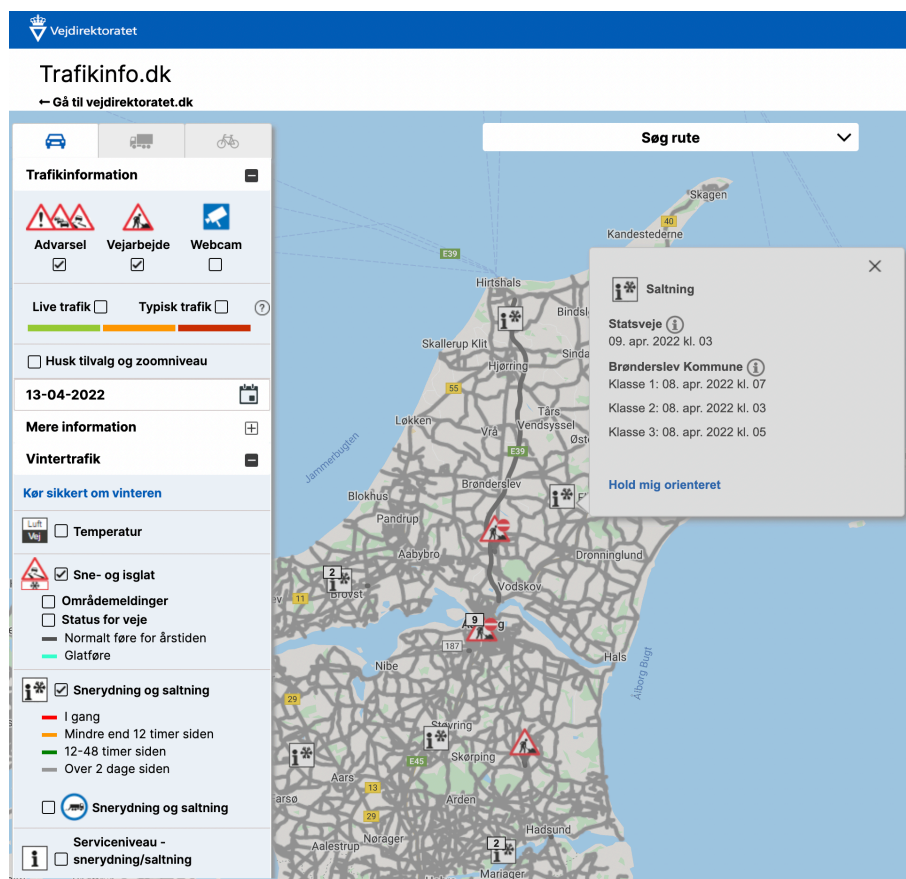 Vejdirektoratet
Trafikinfo.dk
← Gå til vejdirektoratet.dk
Trafikinformation
Advarsel
Vejarbejde
Webcam
Live trafik
Typisk trafik
?
Husk tilvalg og zoomniveau
13-04-2022
Mere information
Vintertrafik
Kør sikkert om vinteren
Luft
Vej
Temperatur
Sne- og isglat
Områdemeldinger
Status for veje
Normalt føre for årstiden
Glatføre
i
Snerydning og saltning
I gang
Mindre end 12 timer siden
12-48 timer siden
Over 2 dage siden
Snerydning og saltning
i
Serviceniveau -
snerydning/saltning
Søg rute
Skagen
40
Kandestederne
E39
Hirtshals
i
Bindsl
Skallerup Klit
Sinda
Hjørring
55
Tårs
Løkken
Vrå
Vendsyssel
Øst
Jammerbugten
E39
Brønderslev
Blokhus
i
Pandrup
Aabybro
Dronninglund
2
i
Brovst
Vodskov
11
9
187
Hals
Nibe
Ålborg Bugt
29
Støvring
i
i
E45
Skørping
Aars
13
Arden
29
Hadsund
Nørager
Aalestrup
2
i
Mariager
i
Saltning
Statsveje i
09. apr. 2022 kl. 03
Brønderslev Kommune i
Klasse 1: 08. apr. 2022 kl. 07
Klasse 2: 08. apr. 2022 kl. 03
Klasse 3: 08. apr. 2022 kl. 05
Hold mig orienteret